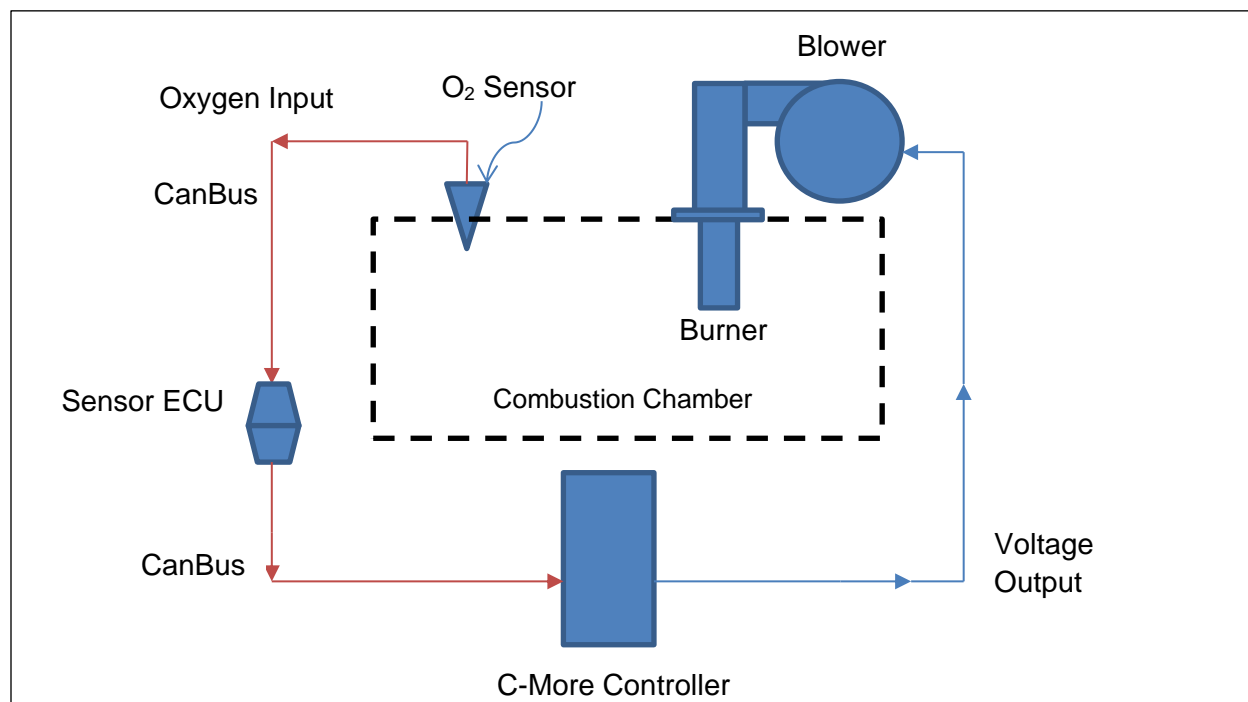 Blower
O₂ Sensor
Oxygen Input
CanBus
Burner
Sensor ECU
Combustion Chamber
Voltage
Output
CanBus
C-More Controller